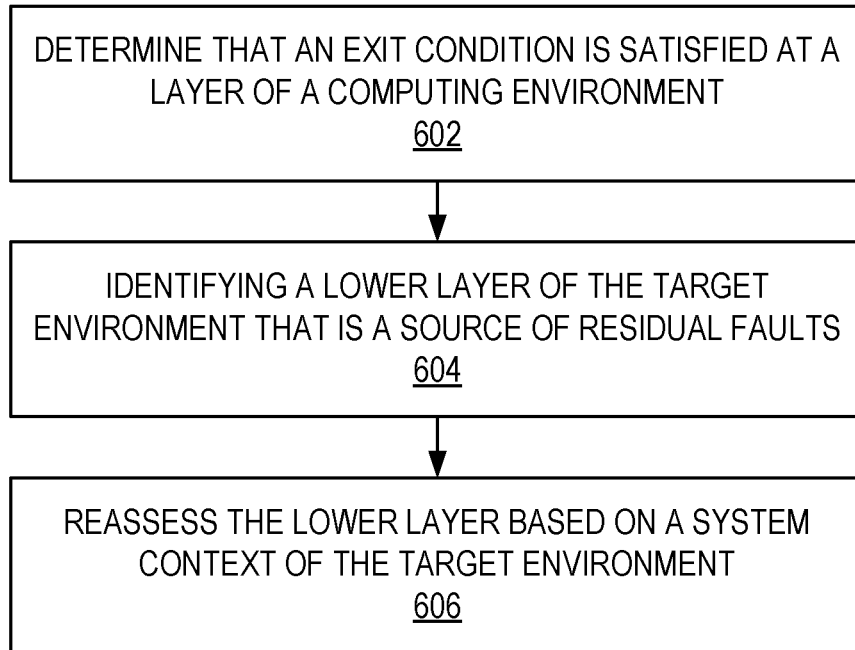 DETERMINE THAT AN EXIT CONDITION IS SATISFIED AT A
LAYER OF A COMPUTING ENVIRONMENT
602
IDENTIFYING A LOWER LAYER OF THE TARGET
ENVIRONMENT THAT IS A SOURCE OF RESIDUAL FAULTS
604
REASSESS THE LOWER LAYER BASED ON A SYSTEM
CONTEXT OF THE TARGET ENVIRONMENT
606